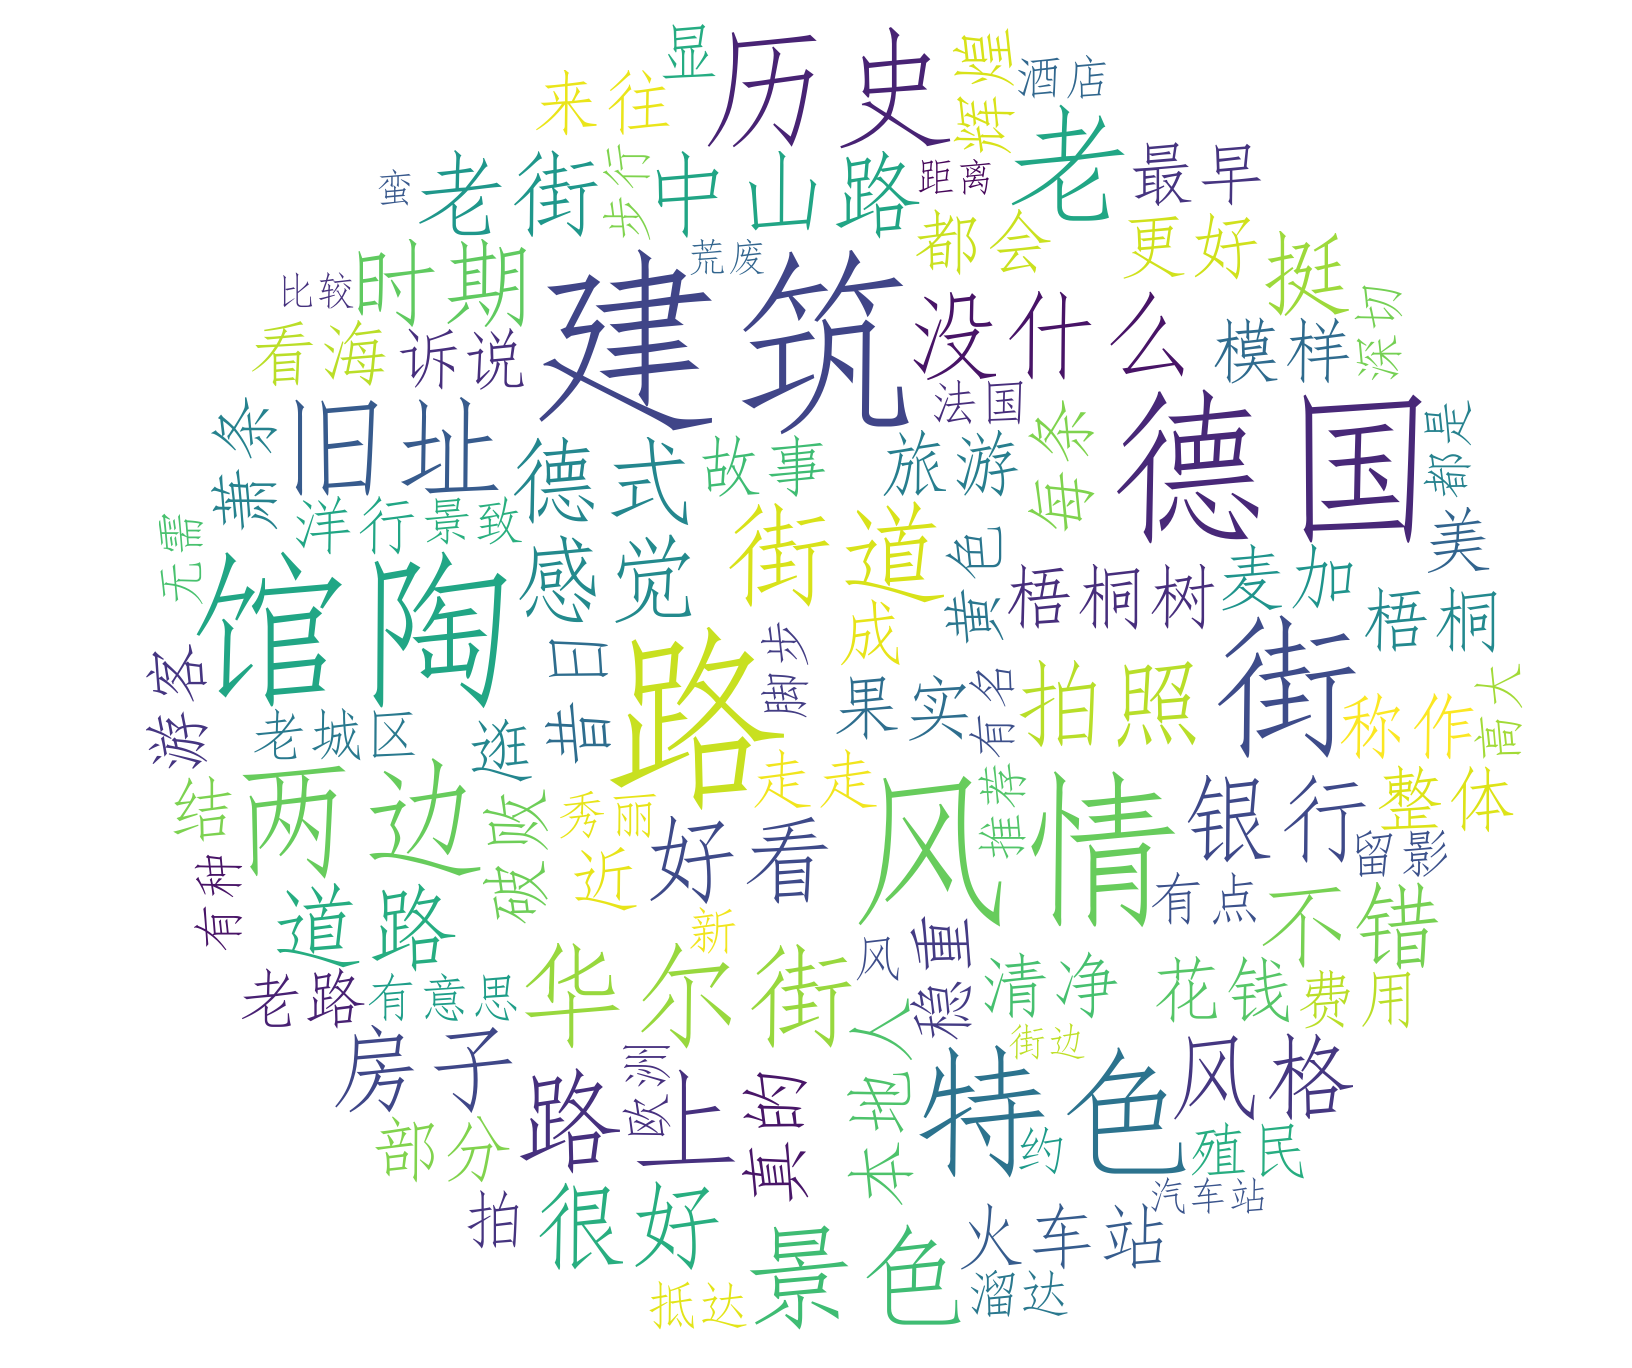 显
历史
辉煌
酒店
来往
老
最早
老街
步行
中山路
距离
蛮
都会
更好
时期
荒废
挺
比较
建筑
没什么
深切
看海
诉说
模样
法国
德国
萧条
旧址
德式
故事
旅游
每条
都是
洋行
景致
无需
馆陶
感觉
街道
黄色
梧桐树
麦加
梧桐
美
游客
昔日
路
脚步
成
果实
有名
拍照
街
称作
高大
老城区
逛
走走
结
两边
破败
秀丽
近
好看
风情
推荐
银行
整体
留影
有种
道路
新
有点
不错
老路
有意思
华尔街
风
稳重
清净
花钱
费用
房子
路上
欧洲
真的
本地人
街边
特色
风格
部分
约
殖民
汽车站
拍
很好
景色
火车站
抵达
溜达